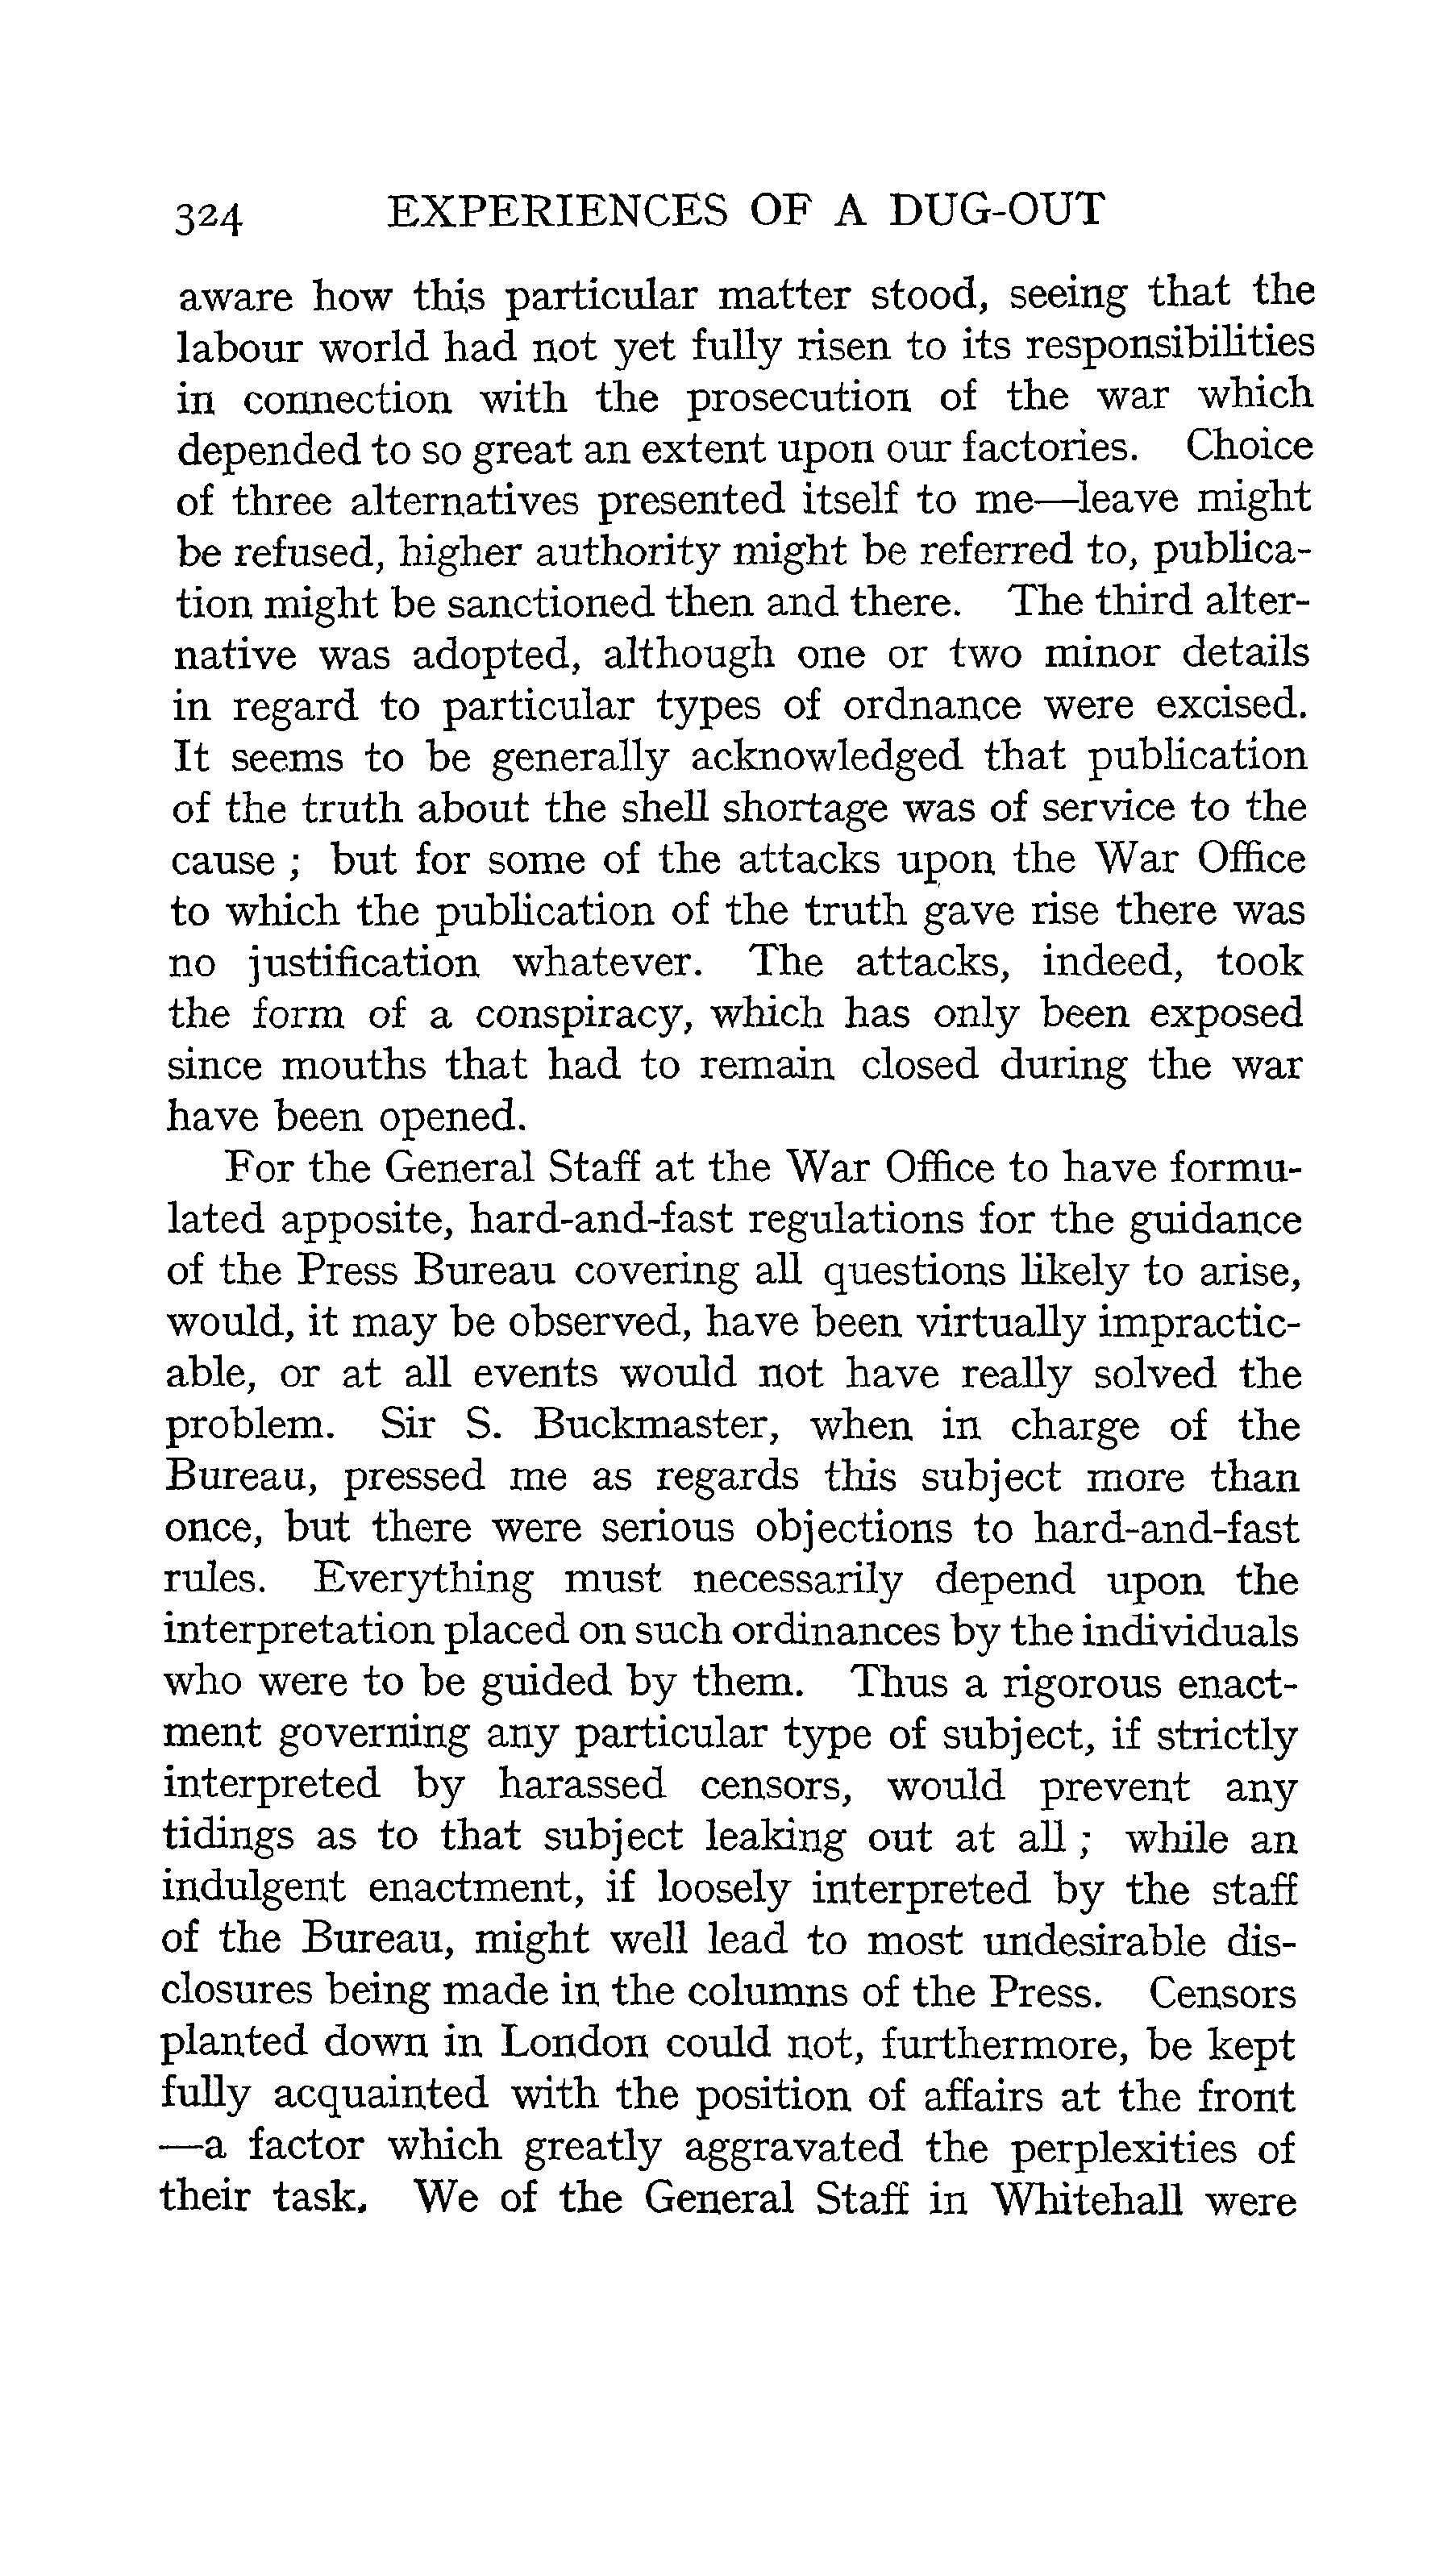 324 EXPERIENCES OF A DUG-OUT
aware how this particular matter stood, seeing that the
labour world had not yet fully risen to its responsibilities
in connection with the prosecution of the war which
depended to so great an extent upon our factories. Choice
of three alternatives presented itself to me—leave might
be refused, higher authority might be referred to, publica-
tion might be sanctioned then and there. The third alter-
native was adopted, although one or two minor details
in regard to particular types of ordnance were excised.
It seems to be generally acknowledged that publication
of the truth about the shell shortage was of service to the
cause ; but for some of the attacks upon the War Office
to which the publication of the truth gave rise there was
no justification whatever. The attacks, indeed, took
the form of a conspiracy, which has only been exposed
since mouths that had to remain closed during the war
have been opened.
For the General Staff at the War Office to have formu-
lated apposite, hard-and-fast regulations for the guidance
of the Press Bureau covering all questions likely to arise,
would, it may be observed, have been virtually impractic-
able, or at all events would not have really solved the
problem. Sir S. Buckmaster, when in charge of the
Bureau, pressed me as regards this subject more than
once, but there were serious objections to hard-and-fast
rules. Everything must necessarily depend upon the
interpretation placed on such ordinances by the individuals
who were to be guided by them. Thus a rigorous enact-
ment governing any particular type of subject, if strictly
interpreted by harassed censors, would prevent any
tidings as to that subject leaking out at all ; while an
indulgent enactment, if loosely interpreted by the staff
of the Bureau, might well lead to most undesirable dis-
closures being made in the columns of the Press. Censors
planted down in London could not, furthermore, be kept
fully acquainted with the position of affairs at the front
—a factor which greatly aggravated the perplexities of
their task. We of the General Staff in Whitehall were